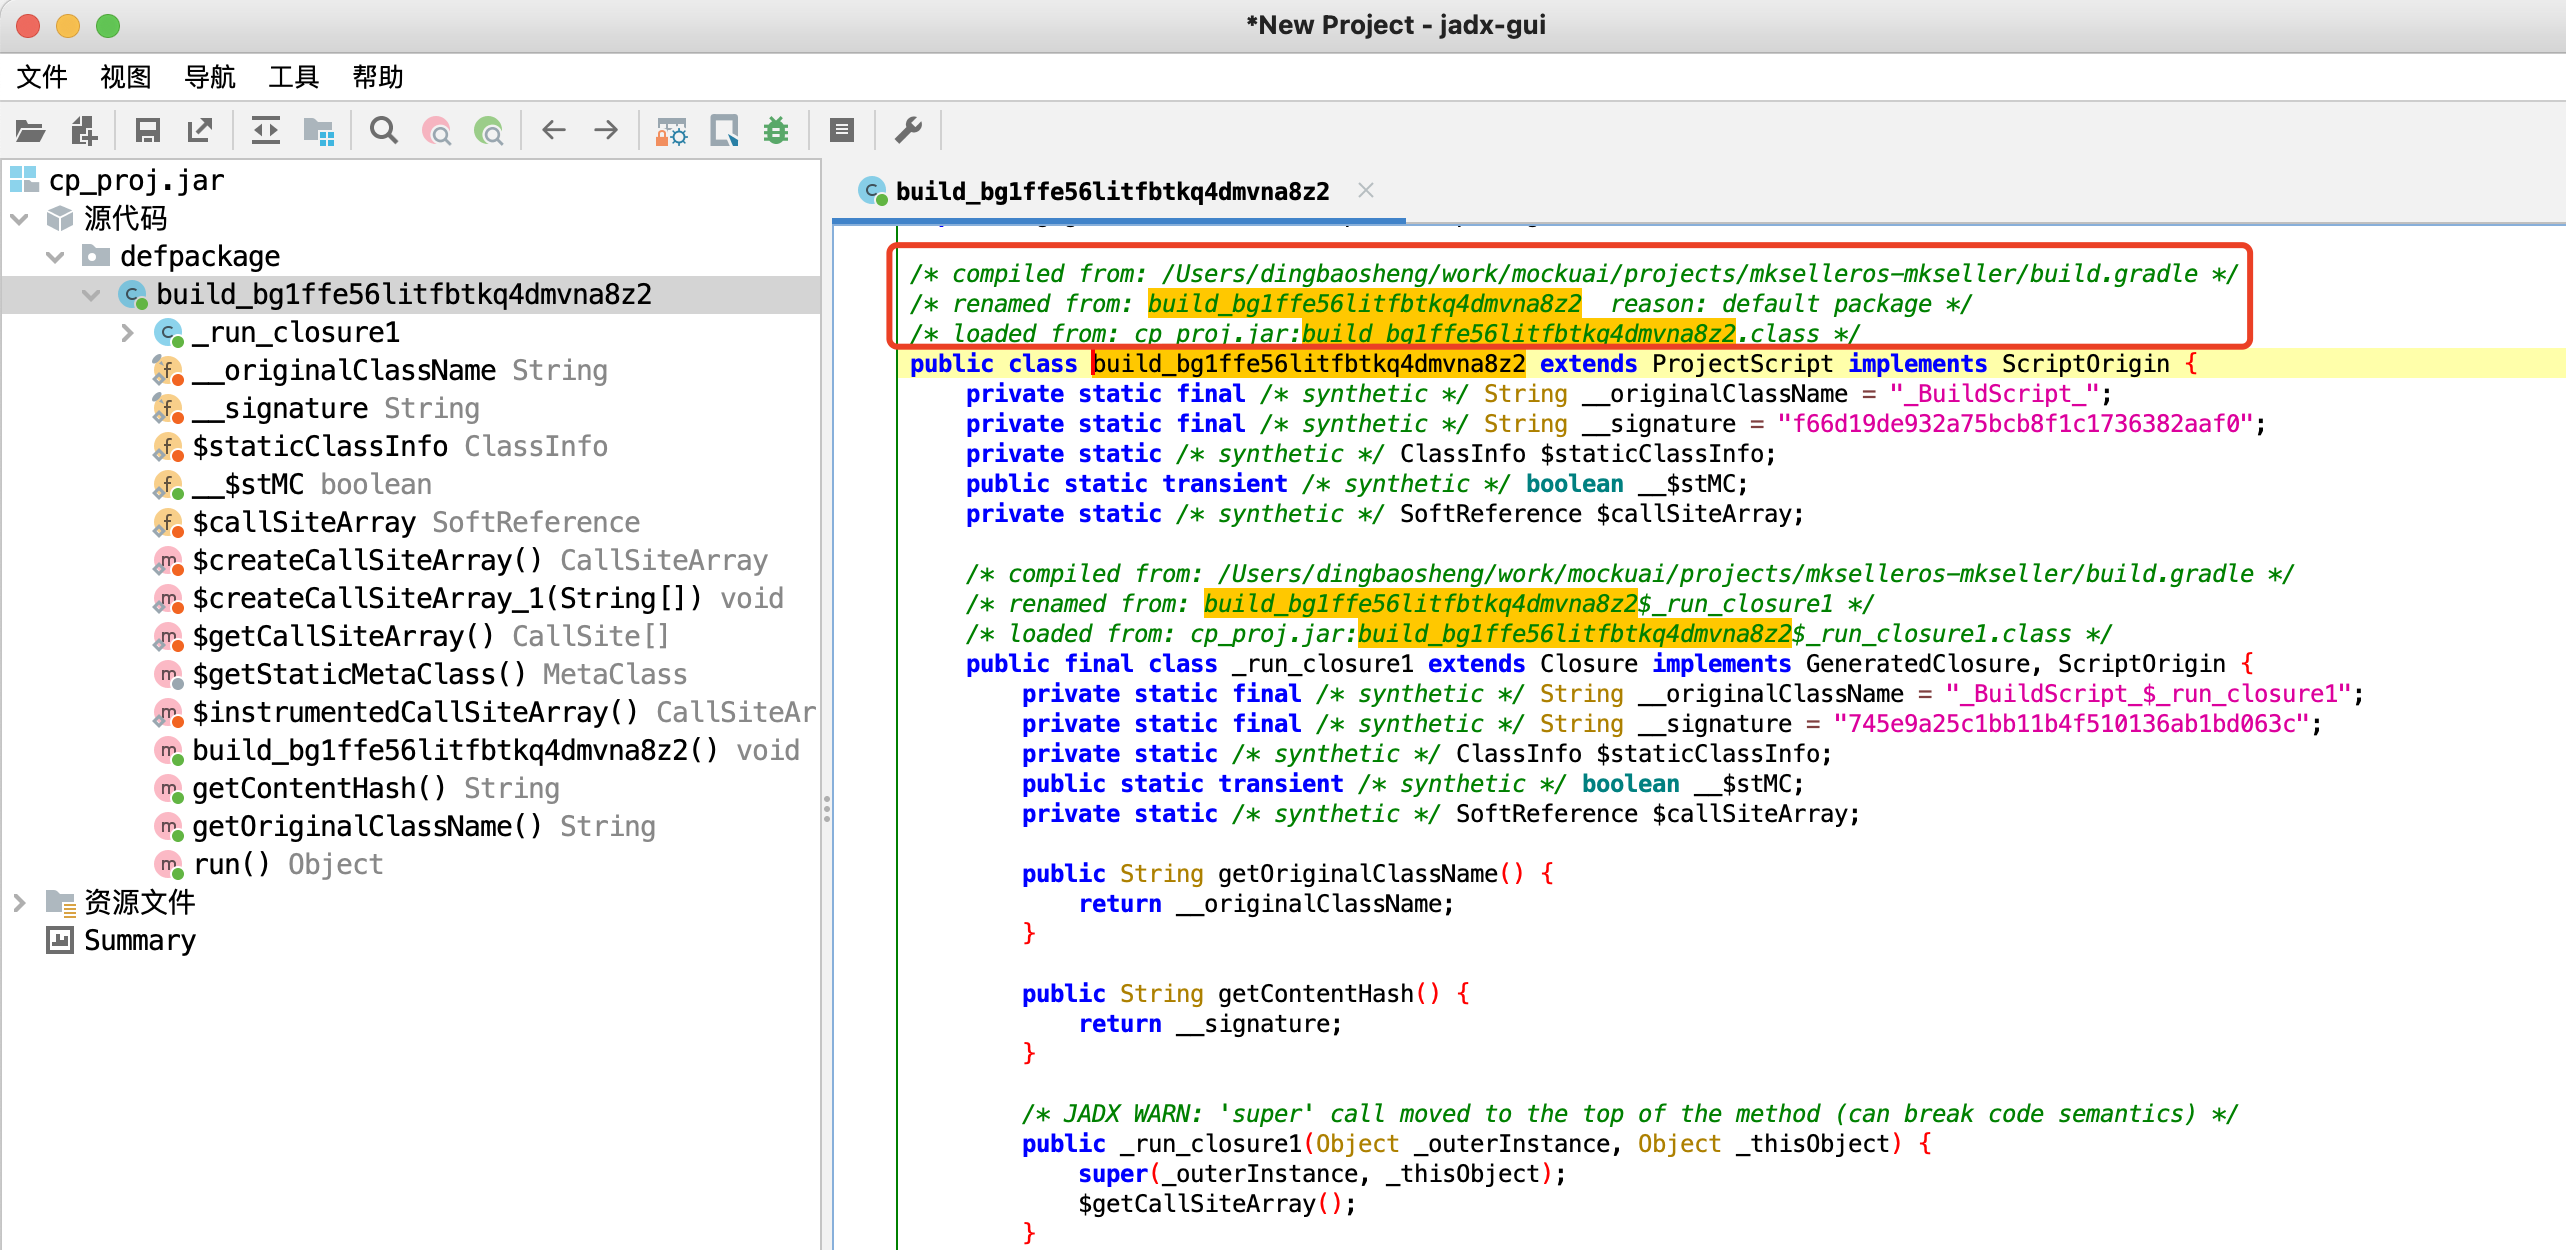 *New Project - jadx-gui
文件 视图 导航 工具 帮助
cp_proj.jar
源代码
defpackage
build_bg1ffe56litfbtkq4dmvna8z2
_run_closure1
__originalClassName String
__signature String
$staticClassInfo ClassInfo
__$stMC boolean
$callSiteArray SoftReference
$createCallSiteArray() CallSiteArray
$createCallSiteArray_1(String[]) void
$getCallSiteArray() CallSite[]
$getStaticMetaClass() MetaClass
$instrumentedCallSiteArray() CallSiteAr
build_bg1ffe56litfbtkq4dmvna8z2() void
getContentHash() String
getOriginalClassName() String
run() Object
资源文件
Summary
build_bg1ffe56litfbtkq4dmvna8z2
/* compiled from: /Users/dingbaosheng/work/mockuai/projects/mkselleros-mkseller/build.gradle */
/* renamed from: build_bg1ffe56litfbtkq4dmvna8z2  reason: default package */
/* loaded from: cp_proj.jar:build_bg1ffe56litfbtkq4dmvna8z2.class */
public class build_bg1ffe56litfbtkq4dmvna8z2 extends ProjectScript implements ScriptOrigin {
    private static final /* synthetic */ String __originalClassName = "_BuildScript_";
    private static final /* synthetic */ String __signature = "f66d19de932a75bcb8f1c1736382aaf0";
    private static /* synthetic */ ClassInfo $staticClassInfo;
    public static transient /* synthetic */ boolean __$stMC;
    private static /* synthetic */ SoftReference $callSiteArray;
    /* compiled from: /Users/dingbaosheng/work/mockuai/projects/mkselleros-mkseller/build.gradle */
    /* renamed from: build_bg1ffe56litfbtkq4dmvna8z2$_run_closure1 */
    /* loaded from: cp_proj.jar:build_bg1ffe56litfbtkq4dmvna8z2$_run_closure1.class */
    public final class _run_closure1 extends Closure implements GeneratedClosure, ScriptOrigin {
        private static final /* synthetic */ String __originalClassName = "_BuildScript_$_run_closure1";
        private static final /* synthetic */ String __signature = "745e9a25c1bb11b4f510136ab1bd063c";
        private static /* synthetic */ ClassInfo $staticClassInfo;
        public static transient /* synthetic */ boolean __$stMC;
        private static /* synthetic */ SoftReference $callSiteArray;
        public String getOriginalClassName() {
            return __originalClassName;
        }
        public String getContentHash() {
            return __signature;
        }
        /* JADX WARN: 'super' call moved to the top of the method (can break code semantics) */
        public _run_closure1(Object _outerInstance, Object _thisObject) {
            super(_outerInstance, _thisObject);
            $getCallSiteArray();
        }